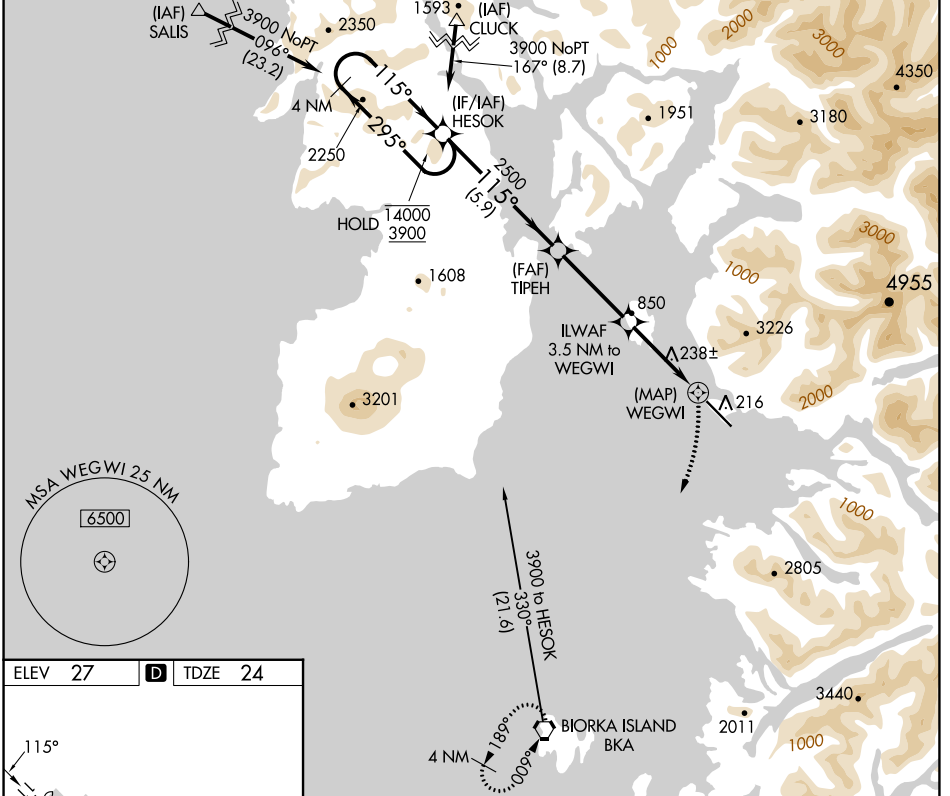 (IAF)
SALIS
3900 NoPT
096°
(23.2)
2350
1593
(IAF)
CLUCK
3900 NoPT
167° (8.7)
1000
2000
3000
4350
4 NM
115°
295°
2250
(IF/IAF)
HESOK
1951
3180
HOLD
14000
3900
2500
115°
(5.9)
(FAF)
TIPEH
1608
3000
1000
4955
850
ILWAF
3.5 NM to
WEGWI
3226
238±
(MAP)
WEGWI
216
2000
3201
MSA WEGWI 25 NM
6500
1000
3900 to HESOK
330°
(21.6)
2805
ELEV 27
D
TDZE 24
115°
3440
2011
1000
BIORKA ISLAND
BKA
4 NM
189°
009°